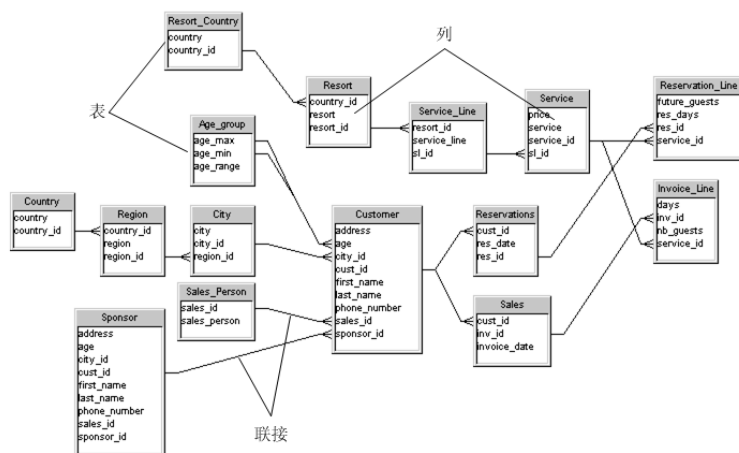 Resort_Country
country
country_id
列
Resort
country_id
resort
resort_id
Service_Line
resort_id
service_line
sl_id
Service
price
service
service_id
sl_id
Reservation_Line
future_guests
res_days
res_id
service_id
表
Age_group
age_max
age_min
age_range
Country
country
country_id
Region
country_id
region
region_id
City
city
city_id
region_id
Customer
address
age
city_id
cust_id
first_name
last_name
phone_number
sales_id
sponsor_id
Reservations
cust_id
res_date
res_id
Invoice_Line
days
inv_id
nb_guests
service_id
Sales_Person
sales_id
sales_person
Sales
cust_id
inv_id
invoice_date
Sponsor
address
age
city_id
cust_id
first_name
last_name
phone_number
sales_id
sponsor_id
联接